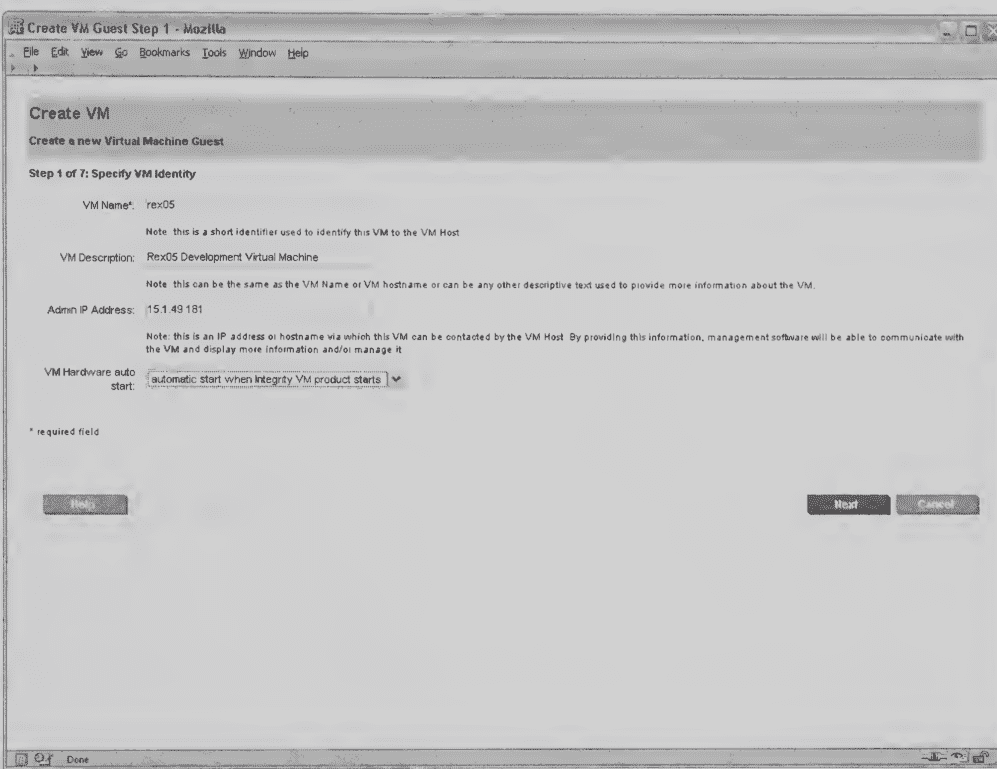 Create VM Guest Step 1 - Mozilla
File Edit View Go Bookmarks Tools Window Help
Create VM
Create a new Virtual Machine Guest
Step 1 of 7: Specify VM Identity
VM Name*: rex05
Note this is a short identifier used to identify this VM to the VM Host
VM Description: Rex05 Development Virtual Machine
Note this can be the same as the VM Name or VM hostname or can be any other descriptive text used to provide more information about the VM.
Admin IP Address: 15.1.49 181
Note: this is an IP address or hostname via which this VM can be contacted by the VM Host By providing this information, management software will be able to communicate with
the VM and display more information and/or manage it
VM Hardware auto
start: automatic start when Integrity VM product starts
* required field
Help Next Cancel
Done